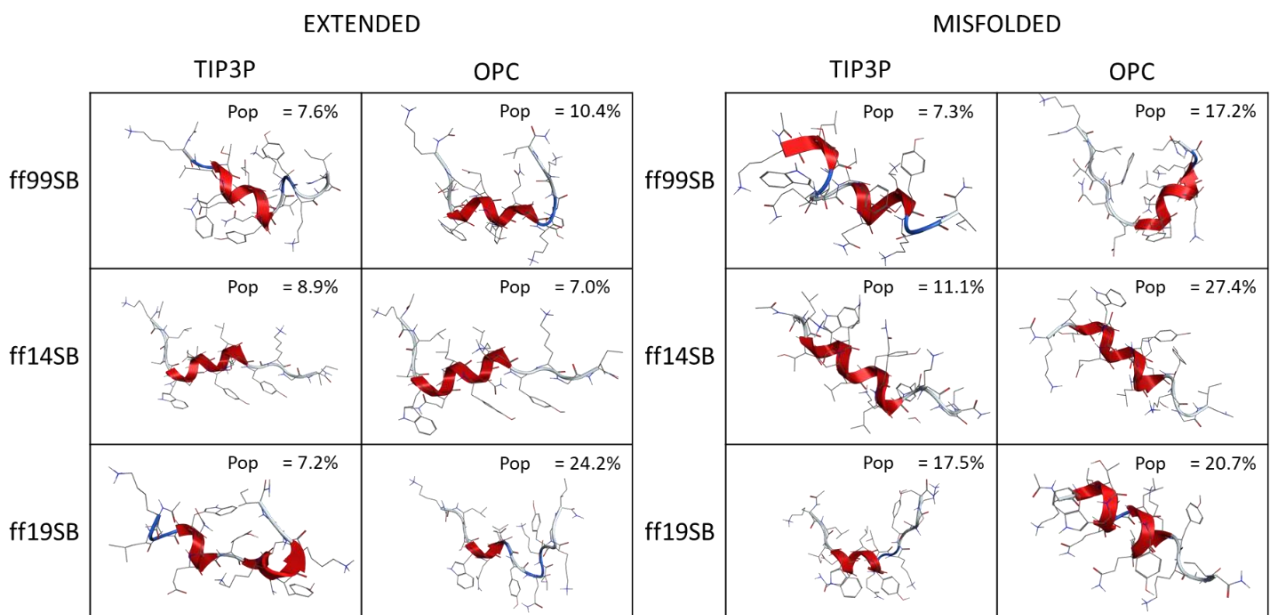 EXTENDED MISFOLDED
TIP3P OPC TIP3P OPC
ff99SB Pop = 7.6% Pop = 10.4% ff99SB Pop = 7.3% Pop = 17.2%
ff14SB Pop = 8.9% Pop = 7.0% ff14SB Pop = 11.1% Pop = 27.4%
ff19SB Pop = 7.2% Pop = 24.2% ff19SB Pop = 17.5% Pop = 20.7%